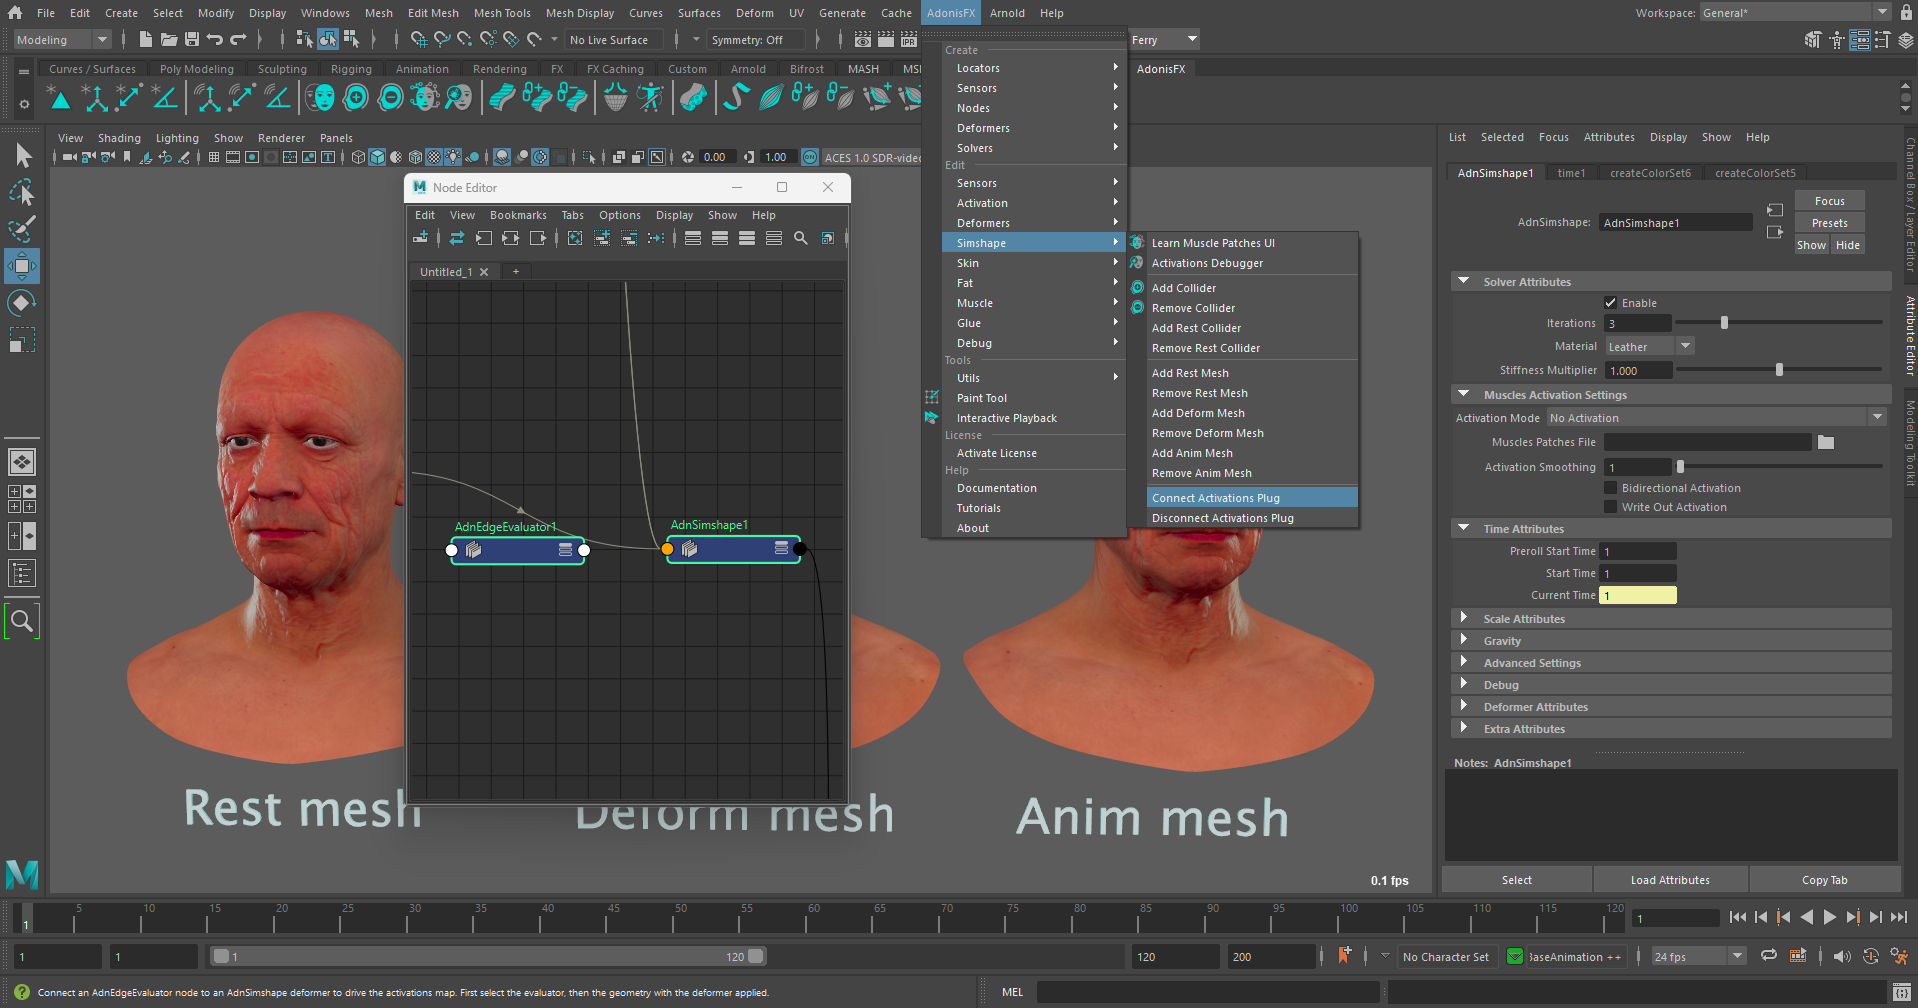 File Edit Create Select Modify Display Windows Mesh Edit Mesh Mesh Tools Mesh Display Curves Surfaces Deform UV Generate Cache AdonisFX Arnold Help Workspace: General*
Modeling No Live Surface Symmetry: Off IPR Ferry
Curves / Surfaces Poly Modeling Sculpting Rigging Animation Rendering FX FX Caching Custom Arnold Bifrost MASH AdonisFX
View Shading Lighting Show Renderer Panels
0.00 1.00 ACES 1.0 SDR-video
Node Editor
Edit View Bookmarks Tabs Options Display Show Help
Untitled_1 +
AdnEdgeEvaluator1
AdnSimshape1
Create
Locators
Sensors
Nodes
Deformers
Solvers
Edit
Sensors
Activation
Deformers
Simshape
Skin
Fat
Muscle
Glue
Debug
Tools
Utils
Paint Tool
Interactive Playback
License
Activate License
Help
Documentation
Tutorials
About
Learn Muscle Patches UI
Activations Debugger
Add Collider
Remove Collider
Add Rest Collider
Remove Rest Collider
Add Rest Mesh
Remove Rest Mesh
Add Deform Mesh
Remove Deform Mesh
Add Anim Mesh
Remove Anim Mesh
Connect Activations Plug
Disconnect Activations Plug
Rest mesh
Deform mesh
Anim mesh
0.1 fps
List Selected Focus Attributes Display Show Help
AdnSimshape1 time1 createColorSet6 createColorSet5
AdnSimshape: AdnSimshape1
Focus
Presets
Show Hide
Solver Attributes
Enable
Iterations 3
Material Leather
Stiffness Multiplier 1.000
Muscles Activation Settings
Activation Mode No Activation
Muscles Patches File
Activation Smoothing 1
Bidirectional Activation
Write Out Activation
Time Attributes
Preroll Start Time 1
Start Time 1
Current Time 1
Scale Attributes
Gravity
Advanced Settings
Debug
Deformer Attributes
Extra Attributes
Notes: AdnSimshape1
Select Load Attributes Copy Tab
Channel Box / Layer Editor
Attribute Editor
Modeling Toolkit
1 5 10 15 20 25 30 35 40 45 50 55 60 65 70 75 80 85 90 95 100 105 110 115 120 1
1 1 1 120 120 200 No Character Set BaseAnimation 24 fps
Connect an AdnEdgeEvaluator node to an AdnSimshape deformer to drive the activations map. First select the evaluator, then the geometry with the deformer applied.
MEL